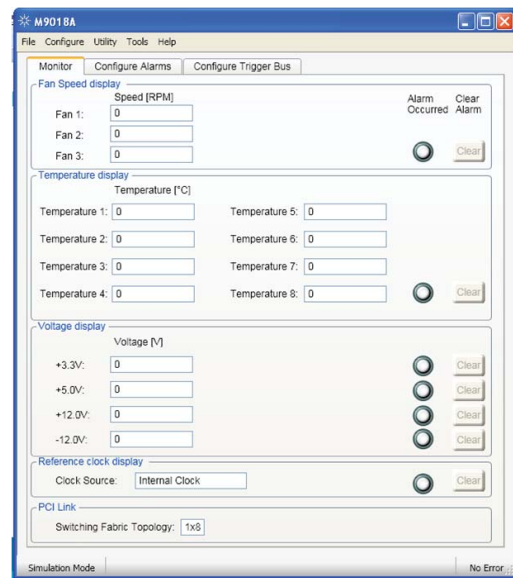 M9018A
File Configure Utility Tools Help
Monitor Configure Alarms Configure Trigger Bus
Fan Speed display
Speed [RPM]
Alarm Occurred Clear Alarm
Fan 1: 0
Fan 2: 0
Fan 3: 0 Clear
Temperature display
Temperature [°C]
Temperature 1: 0 Temperature 5: 0
Temperature 2: 0 Temperature 6: 0
Temperature 3: 0 Temperature 7: 0
Temperature 4: 0 Temperature 8: 0 Clear
Voltage display
Voltage [V]
+3.3V: 0 Clear
+5.0V: 0 Clear
+12.0V: 0 Clear
-12.0V: 0 Clear
Reference clock display
Clock Source: Internal Clock Clear
PCI Link
Switching Fabric Topology: 1x8
Simulation Mode No Error